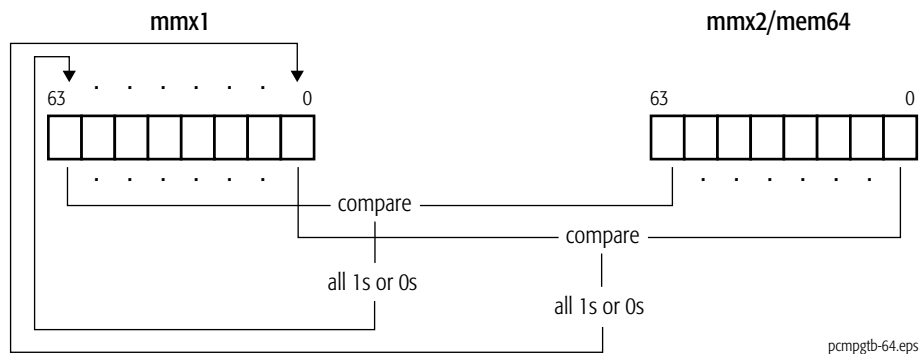 mmx1 mmx2/mem64
. . . . . .
63 0 63 0
. . . . . . . . . . . .
compare
compare
all 1s or 0s
all 1s or 0s
pcmpgtb-64.eps